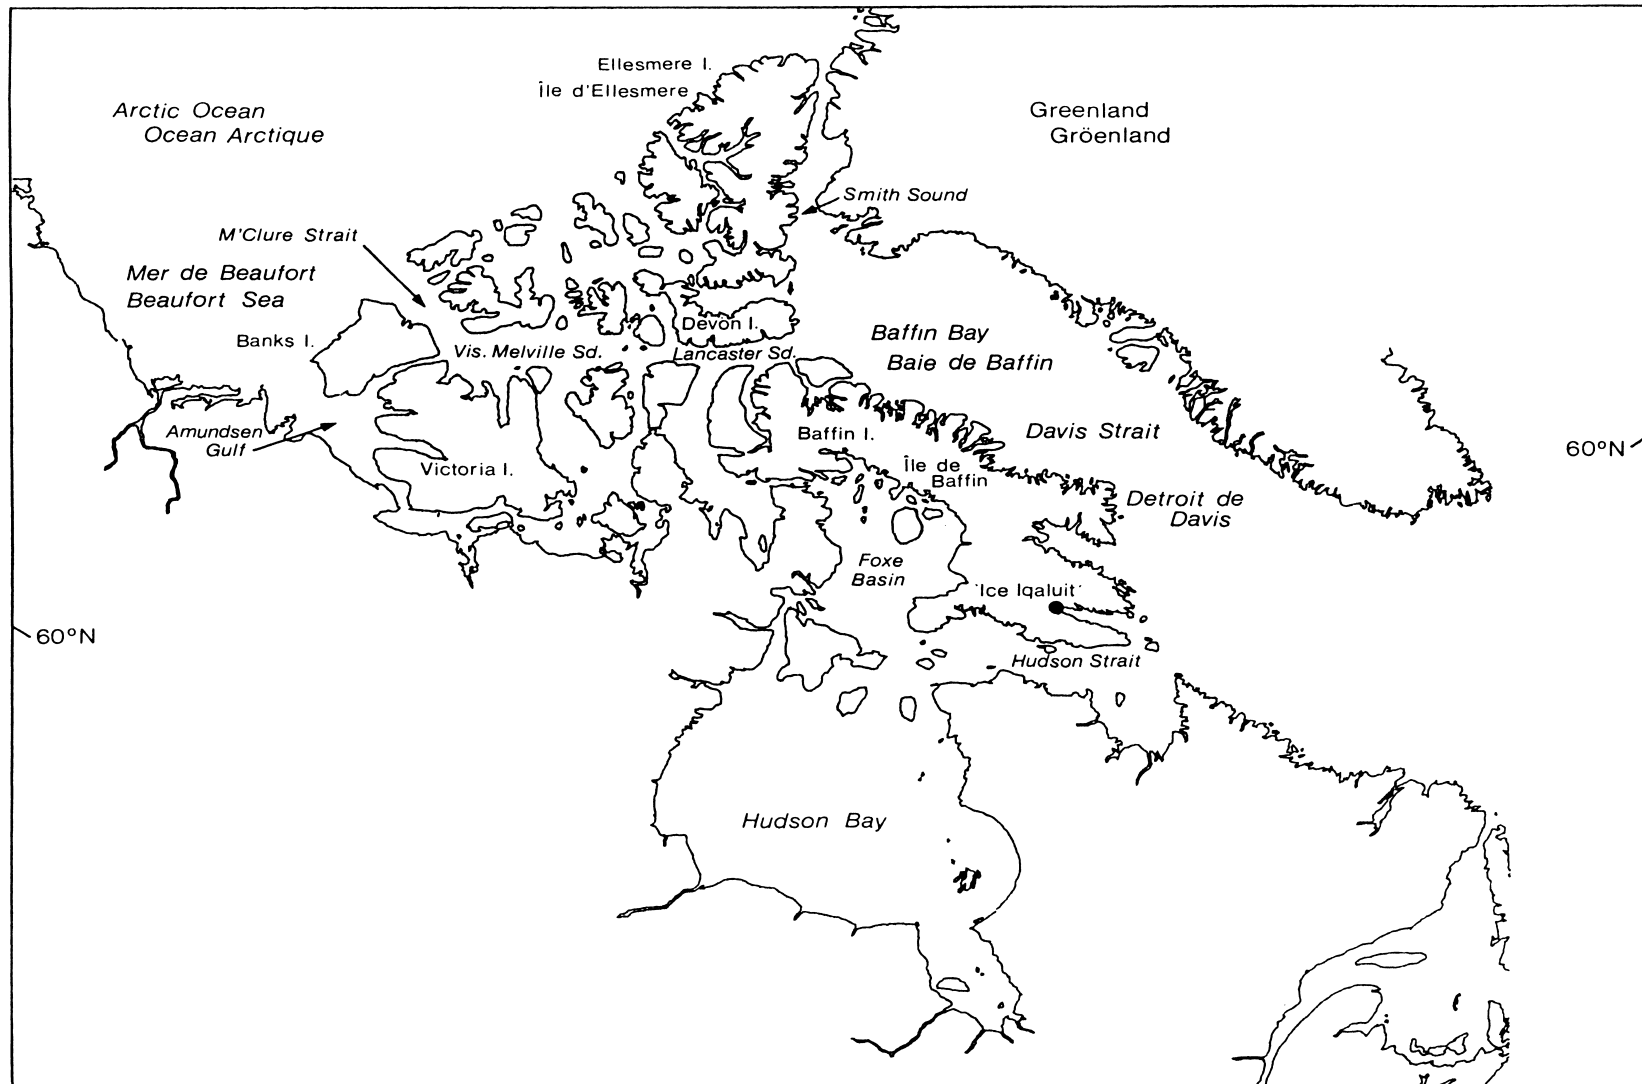 Ellesmere I.
Île d'Ellesmere
Arctic Ocean
Ocean Arctique
Greenland
Gröenland
Smith Sound
M'Clure Strait
Mer de Beaufort
Beaufort Sea
Banks I.
Vis. Melville Sd.
Devon I.
Lancaster Sd.
Baffin Bay
Baie de Baffin
Amundsen
Gulf
Victoria I.
Baffin I.
Île de
Baffin
Davis Strait
60°N
Detroit de
Davis
Foxe
Basin
'Ice Iqaluit'
60°N
Hudson Strait
Hudson Bay